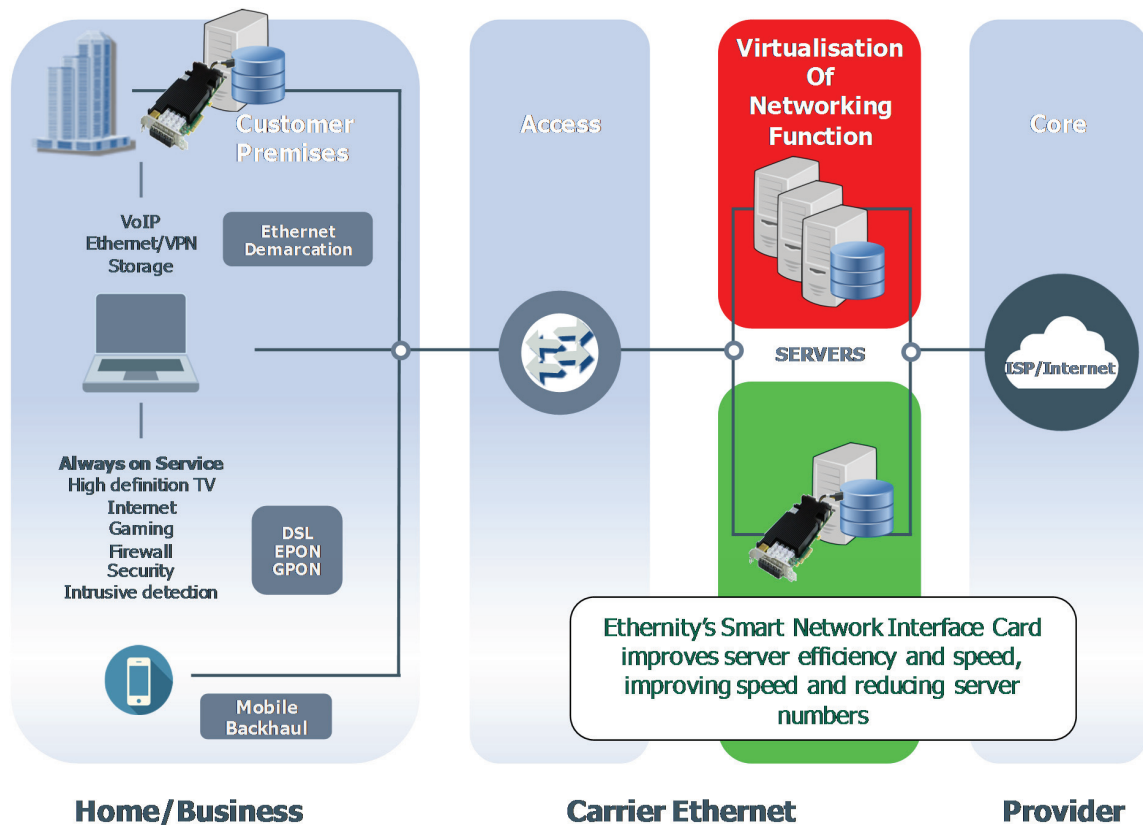 Customer
Premises
VoIP
Ethernet/VPN
Storage
Ethernet
Demarcation
Always on Service
High definition TV
Internet
Gaming
Firewall
Security
Intrusive detection
DSL
EPON
GPON
Mobile
Backhaul
Access
Virtualisation
Of
Networking
Function
SERVERS
Core
ISP/Internet
Ethernity's Smart Network Interface Card
improves server efficiency and speed,
improving speed and reducing server
numbers
Home/Business
Carrier Ethernet
Provider